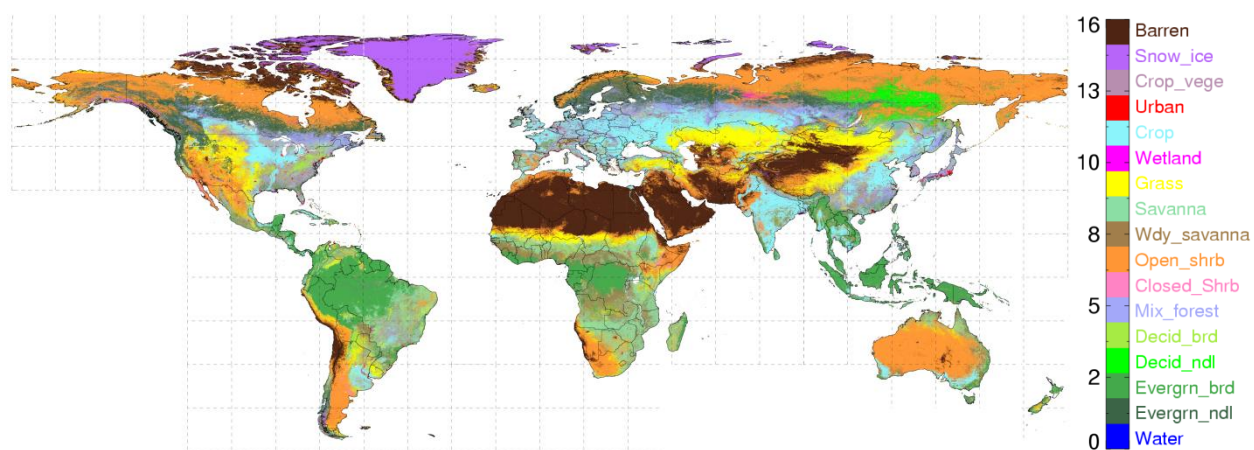 16
Barren
Snow_ice
Crop_vege
13
Urban
Crop
Wetland
10
Grass
Savanna
8
Wdy_savanna
Open_shrb
Closed_Shrb
5
Mix_forest
Decid_brd
Decid_ndl
2
Evergrn_brd
Evergrn_ndl
0
Water